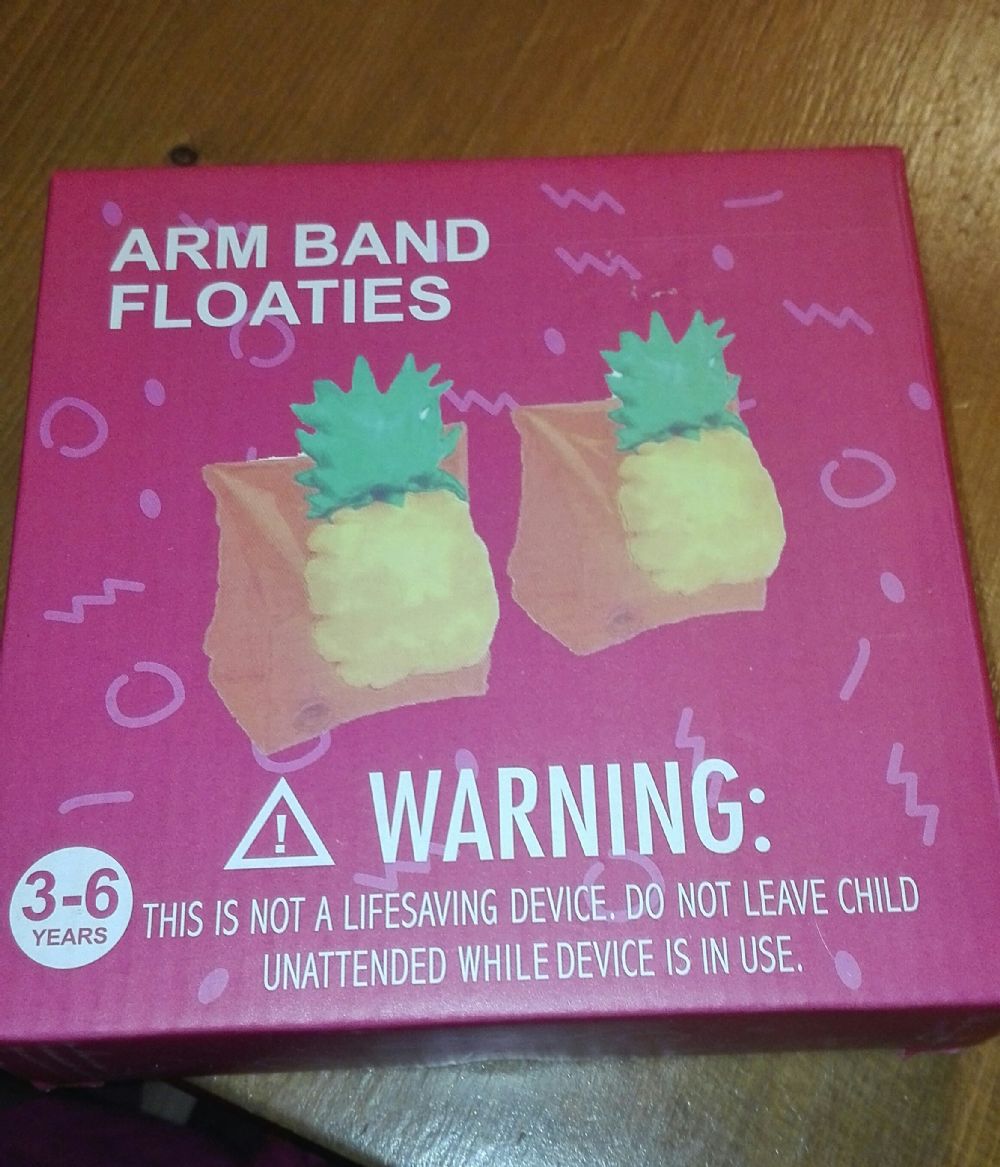 ARM BAND
FLOATIES
WARNING:
3-6
YEARS
THIS IS NOT A LIFESAVING DEVICE. DO NOT LEAVE CHILD
UNATTENDED WHILE DEVICE IS IN USE.